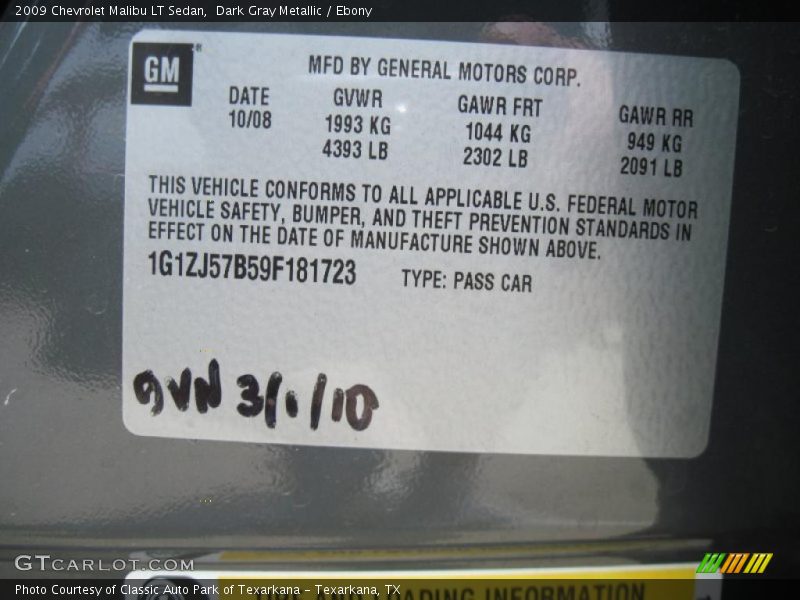 2009 Chevrolet Malibu LT Sedan, Dark Gray Metallic / Ebony
GM
MFD BY GENERAL MOTORS CORP.
DATE GVWR GAWR FRT GAWR RR
10/08 1993 KG 1044 KG 949 KG
4393 LB 2302 LB 2091 LB
THIS VEHICLE CONFORMS TO ALL APPLICABLE U.S. FEDERAL MOTOR
VEHICLE SAFETY, BUMPER, AND THEFT PREVENTION STANDARDS IN
EFFECT ON THE DATE OF MANUFACTURE SHOWN ABOVE.
1G1ZJ57B59F181723 TYPE: PASS CAR
3/1/10
GTCARLOT.COM
TIRE AND LOADING INFORMATION
Photo Courtesy of Classic Auto Park of Texarkana - Texarkana, TX